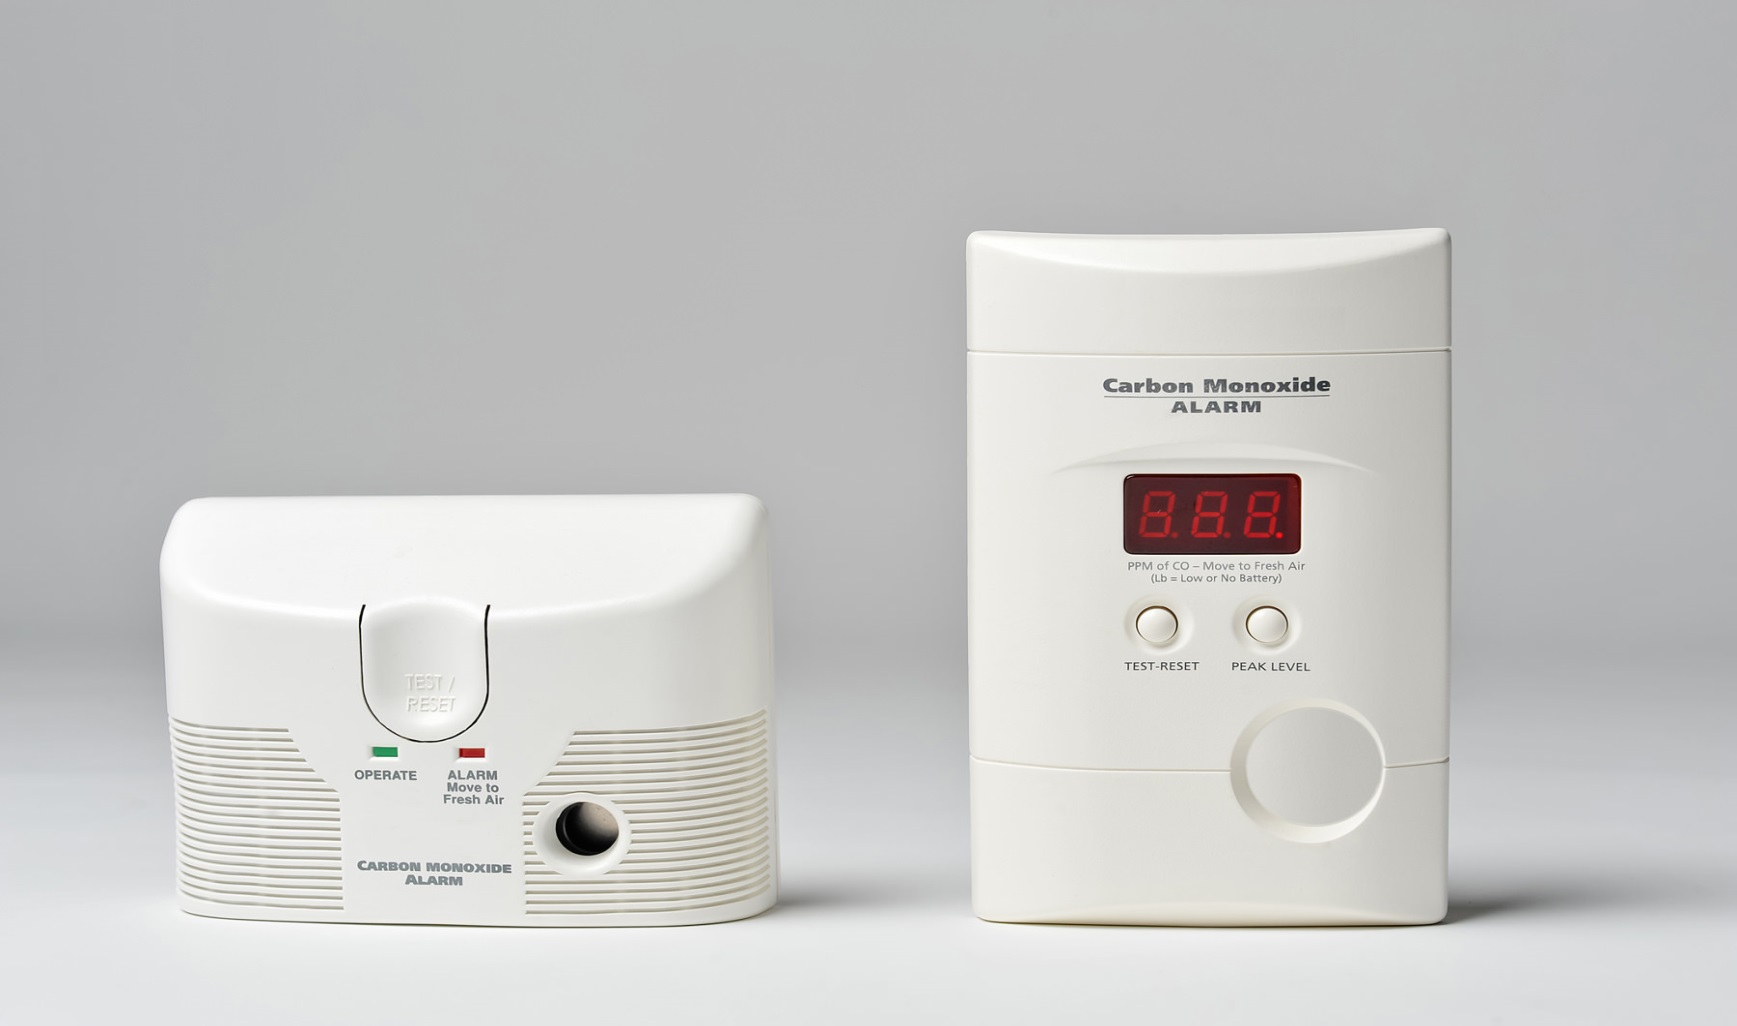 TEST /
RESET
OPERATE
ALARM
Move to
Fresh Air
CARBON MONOXIDE
ALARM
Carbon Monoxide
ALARM
8.8.8.
PPM of CO – Move to Fresh Air
(Lb = Low or No Battery)
TEST-RESET
PEAK LEVEL